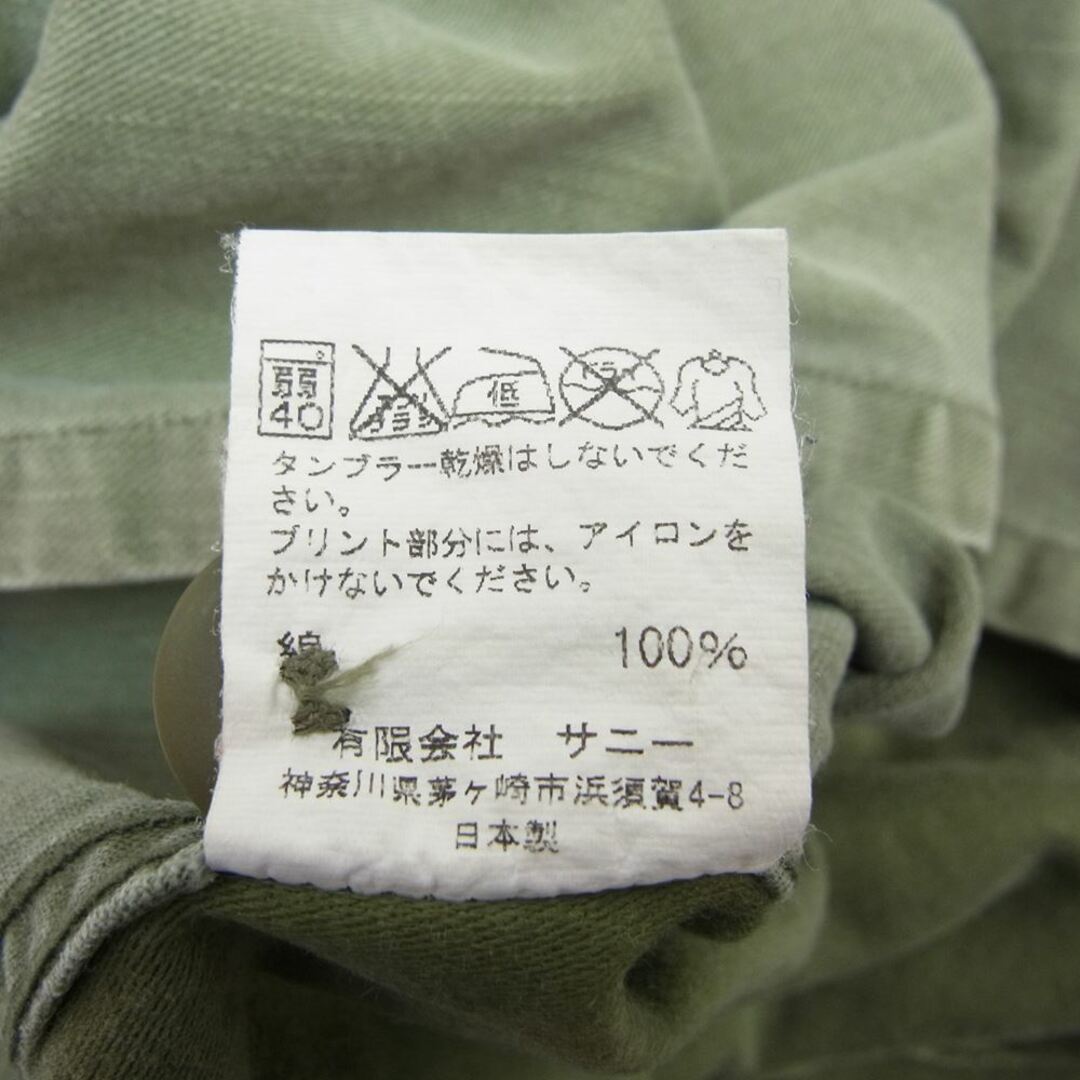 弱
40
低
ドライ
タンブラー乾燥はしないでくだ
さい。
プリント部分には、アイロンを
かけないでください。
綿 100%
有限会社 サニー
神奈川県茅ヶ崎市浜須賀4-8
日本製